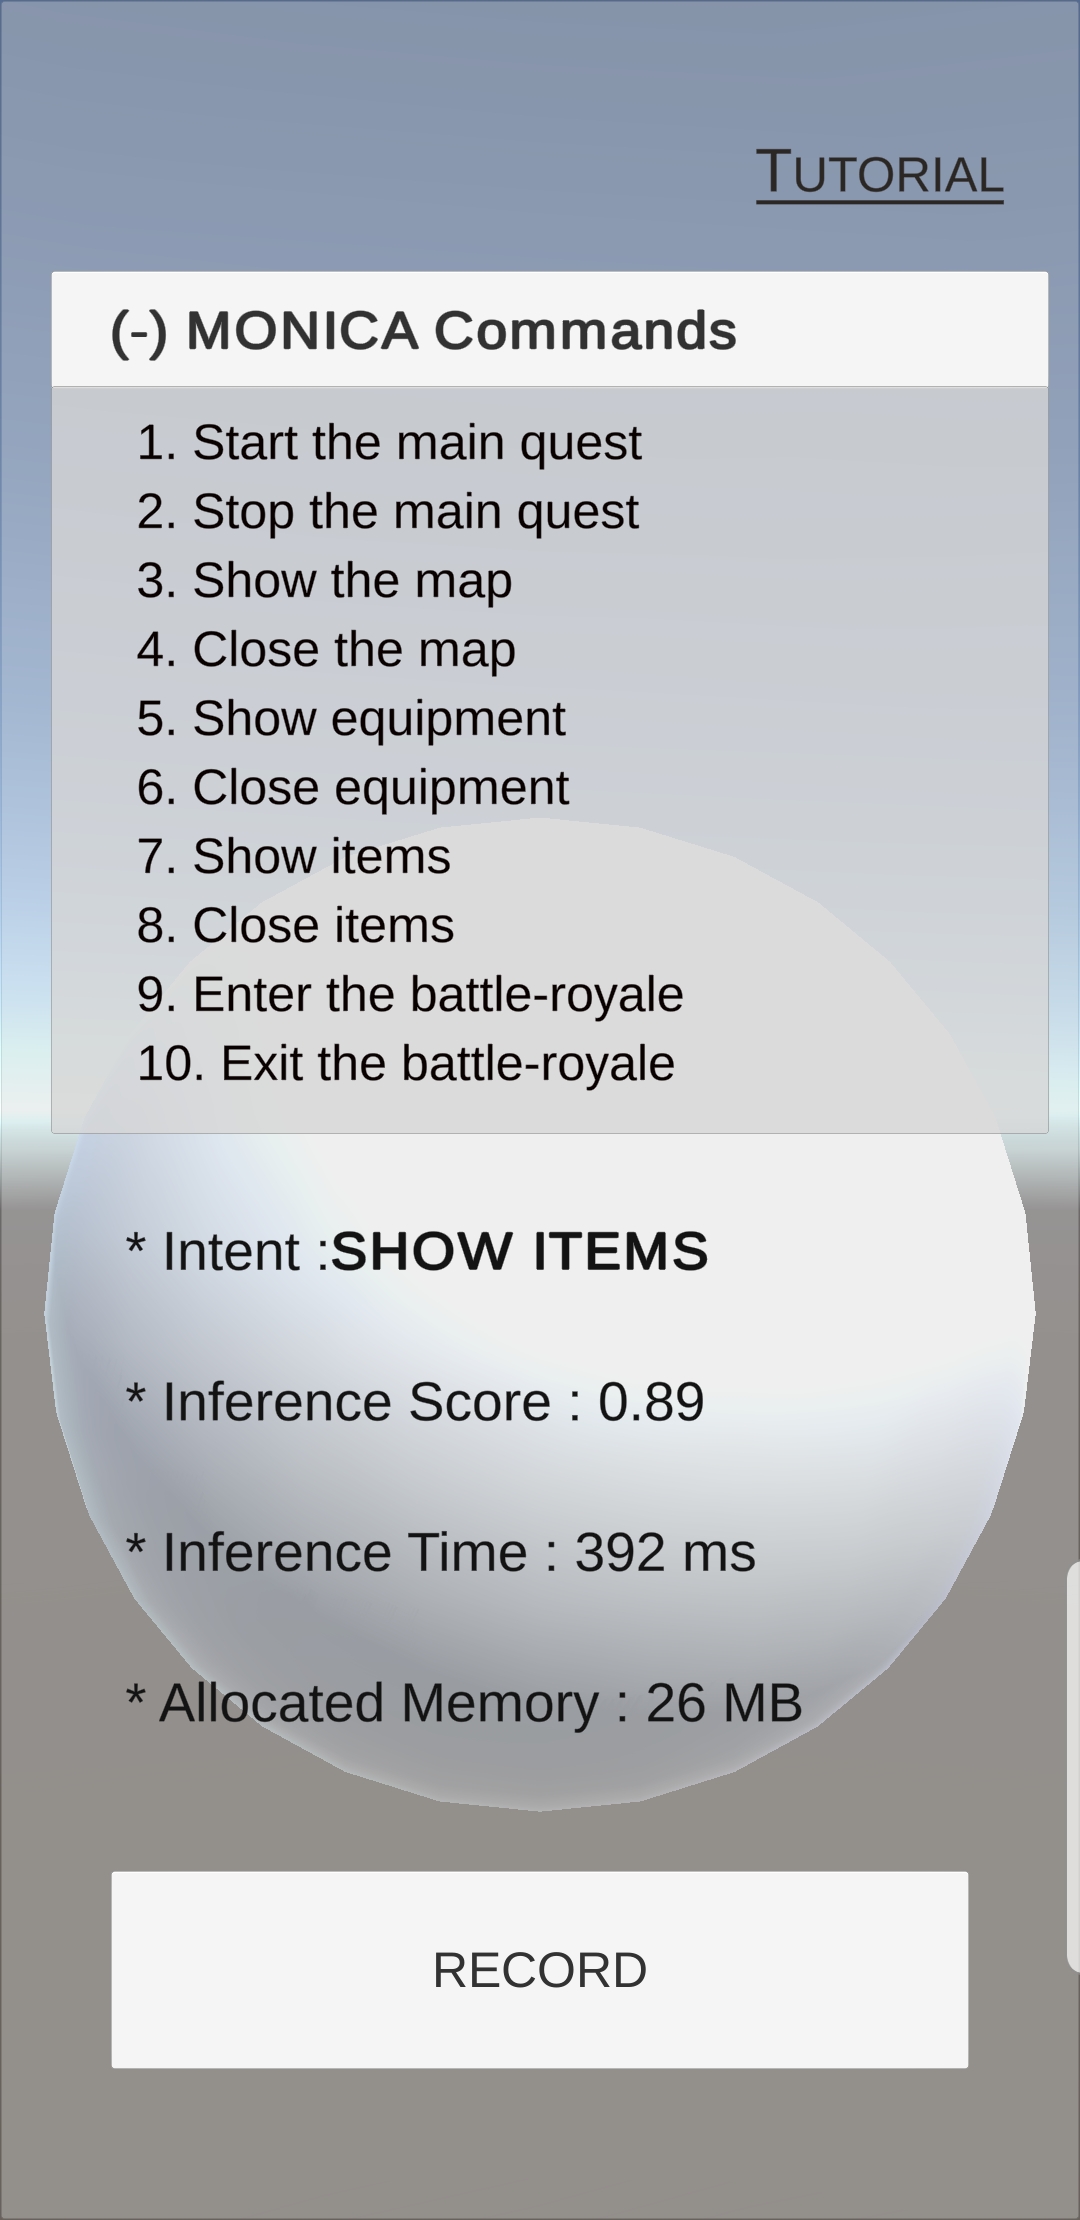 TUTORIAL
(-) MONICA Commands
1. Start the main quest
2. Stop the main quest
3. Show the map
4. Close the map
5. Show equipment
6. Close equipment
7. Show items
8. Close items
9. Enter the battle-royale
10. Exit the battle-royale
* Intent :SHOW ITEMS
* Inference Score : 0.89
* Inference Time : 392 ms
* Allocated Memory : 26 MB
RECORD